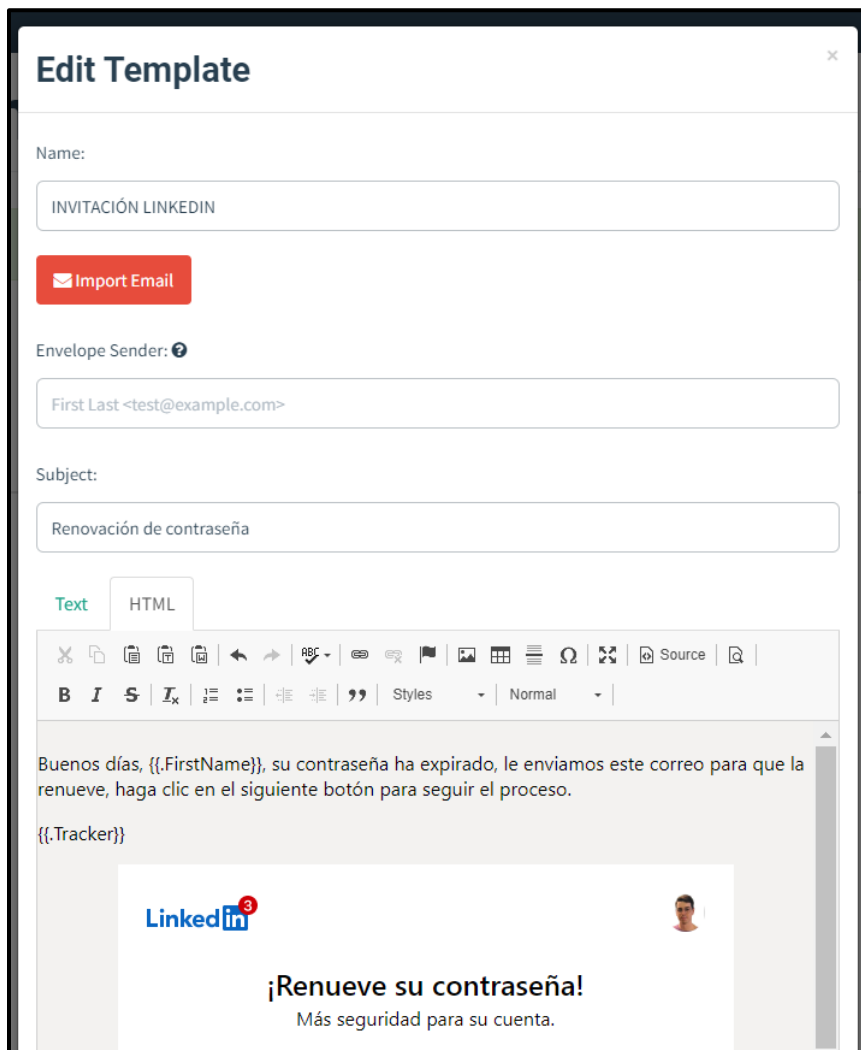 Edit Template
×
Name:
INVITACIÓN LINKEDIN
Import Email
Envelope Sender:
First Last <test@example.com>
Subject:
Renovación de contraseña
Text HTML
ABC Ω Source
B I S Ix Styles Normal
Buenos días, {{.FirstName}}, su contraseña ha expirado, le enviamos este correo para que la
renueve, haga clic en el siguiente botón para seguir el proceso.
{{.Tracker}}
Linked in 3
¡Renueve su contraseña!
Más seguridad para su cuenta.